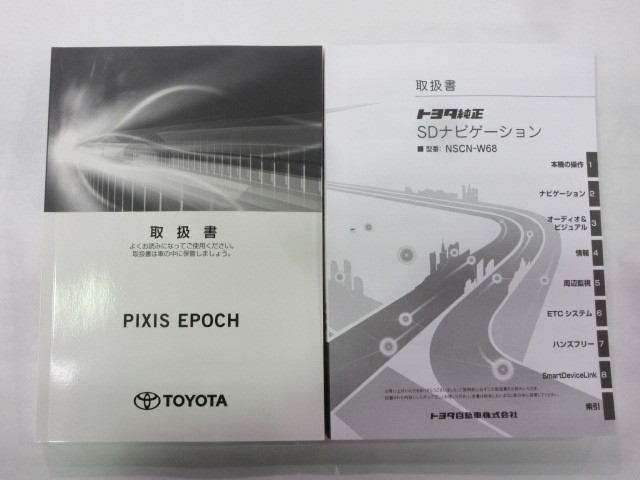 取扱書
よくお読みになってご使用ください。
取扱書は車の中に保管しましょう。
PIXIS EPOCH
TOYOTA
取扱書
トヨタ純正
SDナビゲーション
■ 型番: NSCN-W68
本機の操作 1
ナビゲーション 2
オーディオ&
ビジュアル 3
情報 4
周辺監視 5
ETC システム 6
ハンズフリー 7
SmartDeviceLink 8
索引
トヨタ自動車株式会社